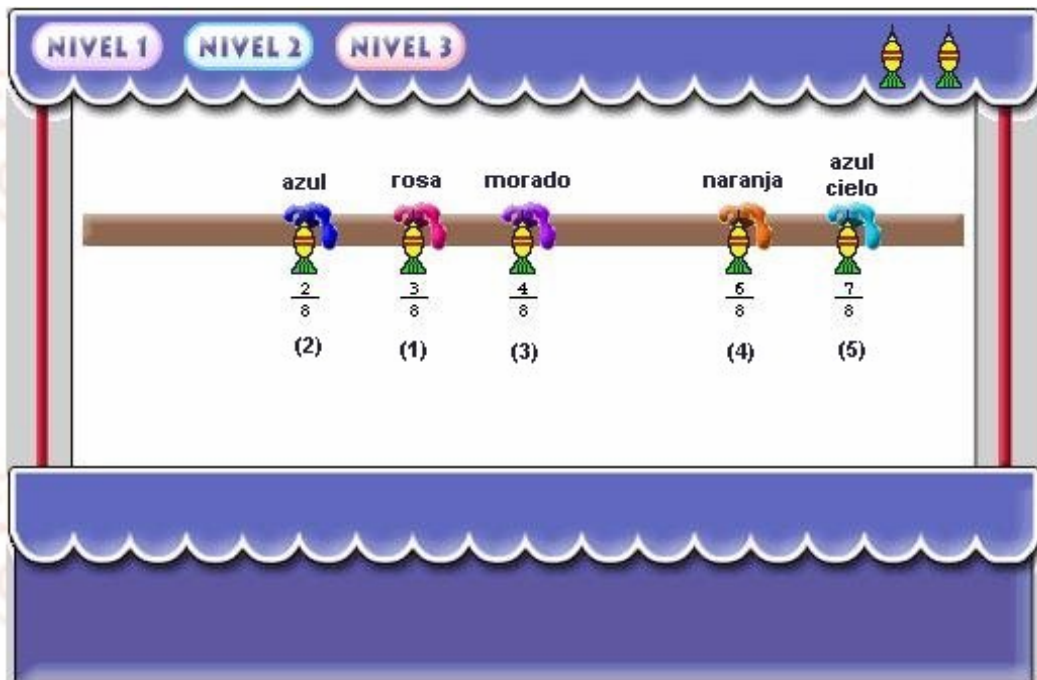 NIVEL 1 NIVEL 2 NIVEL 3
azul rosa morado naranja azul cielo
2/8 3/8 4/8 6/8 7/8
(2) (1) (3) (4) (5)